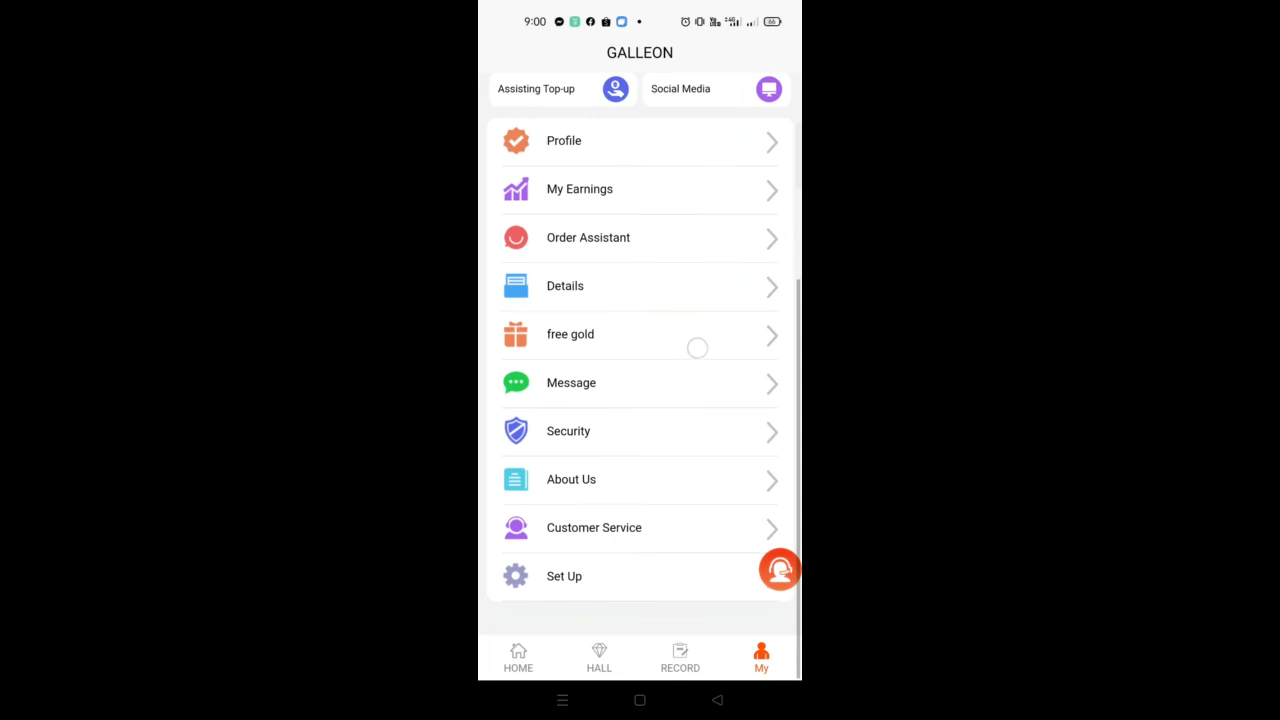 9:00
66
GALLEON
Assisting Top-up
Social Media
Profile
My Earnings
Order Assistant
Details
free gold
Message
Security
About Us
Customer Service
Set Up
HOME
HALL
RECORD
My